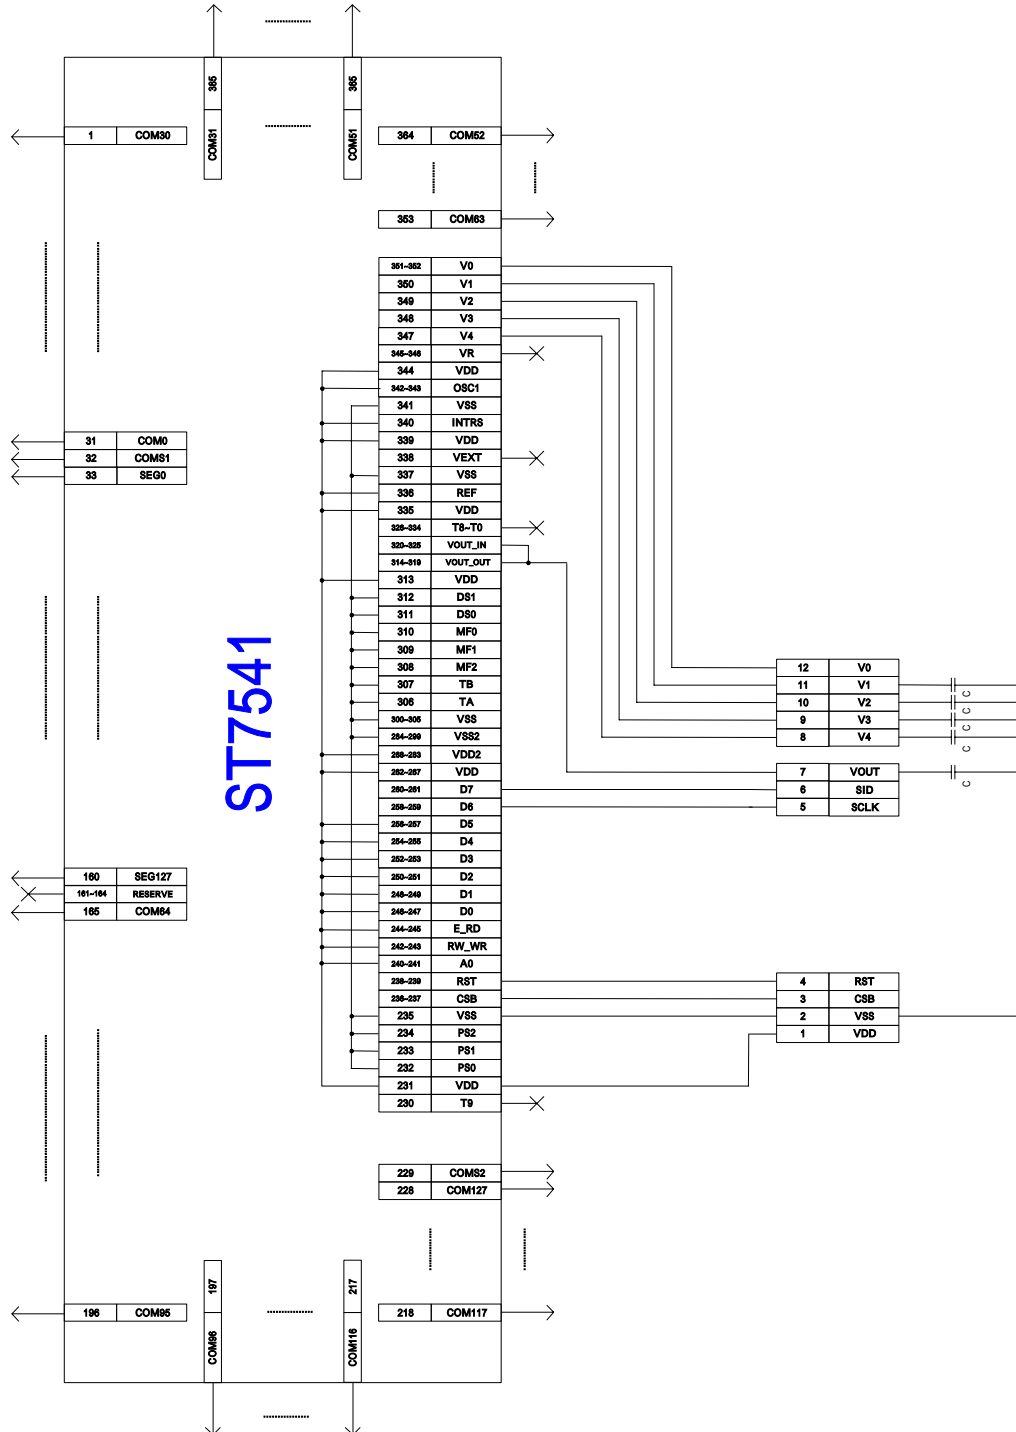 385
365
COM31
COM51
1 COM30
364 COM52
353 COM63
351~352 V0
350 V1
349 V2
348 V3
347 V4
345~346 VR
344 VDD
342~343 OSC1
341 VSS
340 INTRS
339 VDD
338 VEXT
337 VSS
336 REF
335 VDD
326~334 T8~T0
320~325 VOUT_IN
314~319 VOUT_OUT
313 VDD
312 DS1
311 DS0
310 MF0
309 MF1
308 MF2
307 TB
306 TA
300~305 VSS
284~299 VSS2
268~283 VDD2
262~267 VDD
260~261 D7
258~259 D6
256~257 D5
254~255 D4
252~253 D3
250~251 D2
248~249 D1
246~247 D0
244~245 E_RD
242~243 RW_WR
240~241 A0
238~239 RST
236~237 CSB
235 VSS
234 PS2
233 PS1
232 PS0
231 VDD
230 T9
229 COMS2
228 COM127
218 COM117
31 COM0
32 COMS1
33 SEG0
ST7541
160 SEG127
161~164 RESERVE
165 COM64
196 COM95
197
COM96
217
COM116
12 V0
11 V1
C
10 V2
C
9 V3
C
8 V4
C
7 VOUT
C
6 SID
5 SCLK
4 RST
3 CSB
2 VSS
1 VDD